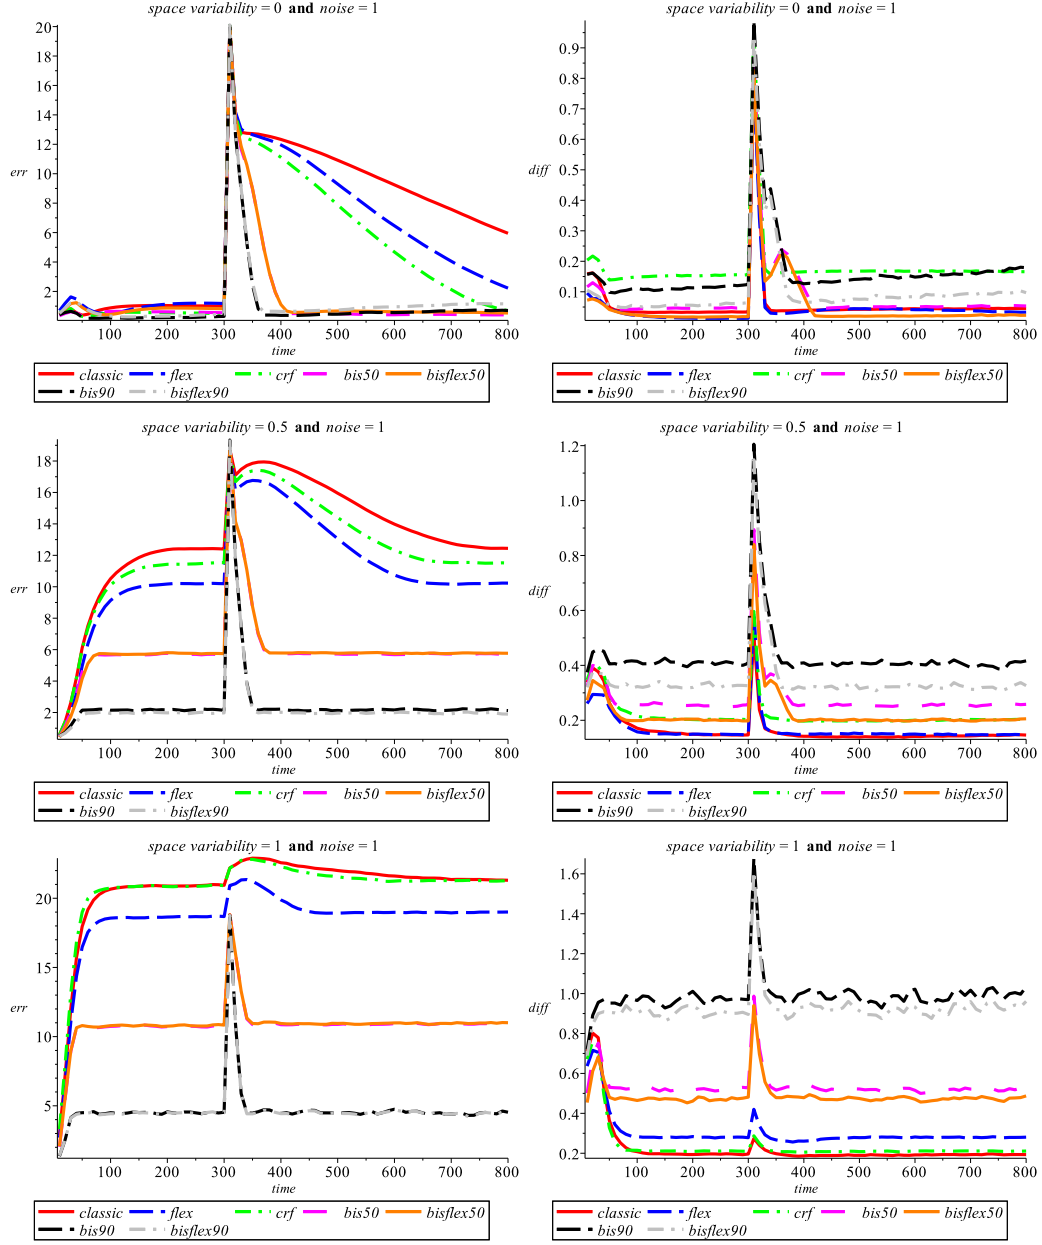 space variability = 0 and noise = 1
20
18
16
14
12
err
10
8
6
4
2
100 200 300 400 500 600 700 800
time
classic flex crf bis50 bisflex50
bis90 bisflex90
space variability = 0 and noise = 1
0.9
0.8
0.7
0.6
diff
0.5
0.4
0.3
0.2
0.1
100 200 300 400 500 600 700 800
time
classic flex crf bis50 bisflex50
bis90 bisflex90
space variability = 0.5 and noise = 1
18
16
14
12
err
10
8
6
4
2
100 200 300 400 500 600 700 800
time
classic flex crf bis50 bisflex50
bis90 bisflex90
space variability = 0.5 and noise = 1
1.2
1.0
0.8
diff
0.6
0.4
0.2
100 200 300 400 500 600 700 800
time
classic flex crf bis50 bisflex50
bis90 bisflex90
space variability = 1 and noise = 1
20
15
err
10
5
100 200 300 400 500 600 700 800
time
classic flex crf bis50 bisflex50
bis90 bisflex90
space variability = 1 and noise = 1
1.6
1.4
1.2
1.0
diff
0.8
0.6
0.4
0.2
100 200 300 400 500 600 700 800
time
classic flex crf bis50 bisflex50
bis90 bisflex90